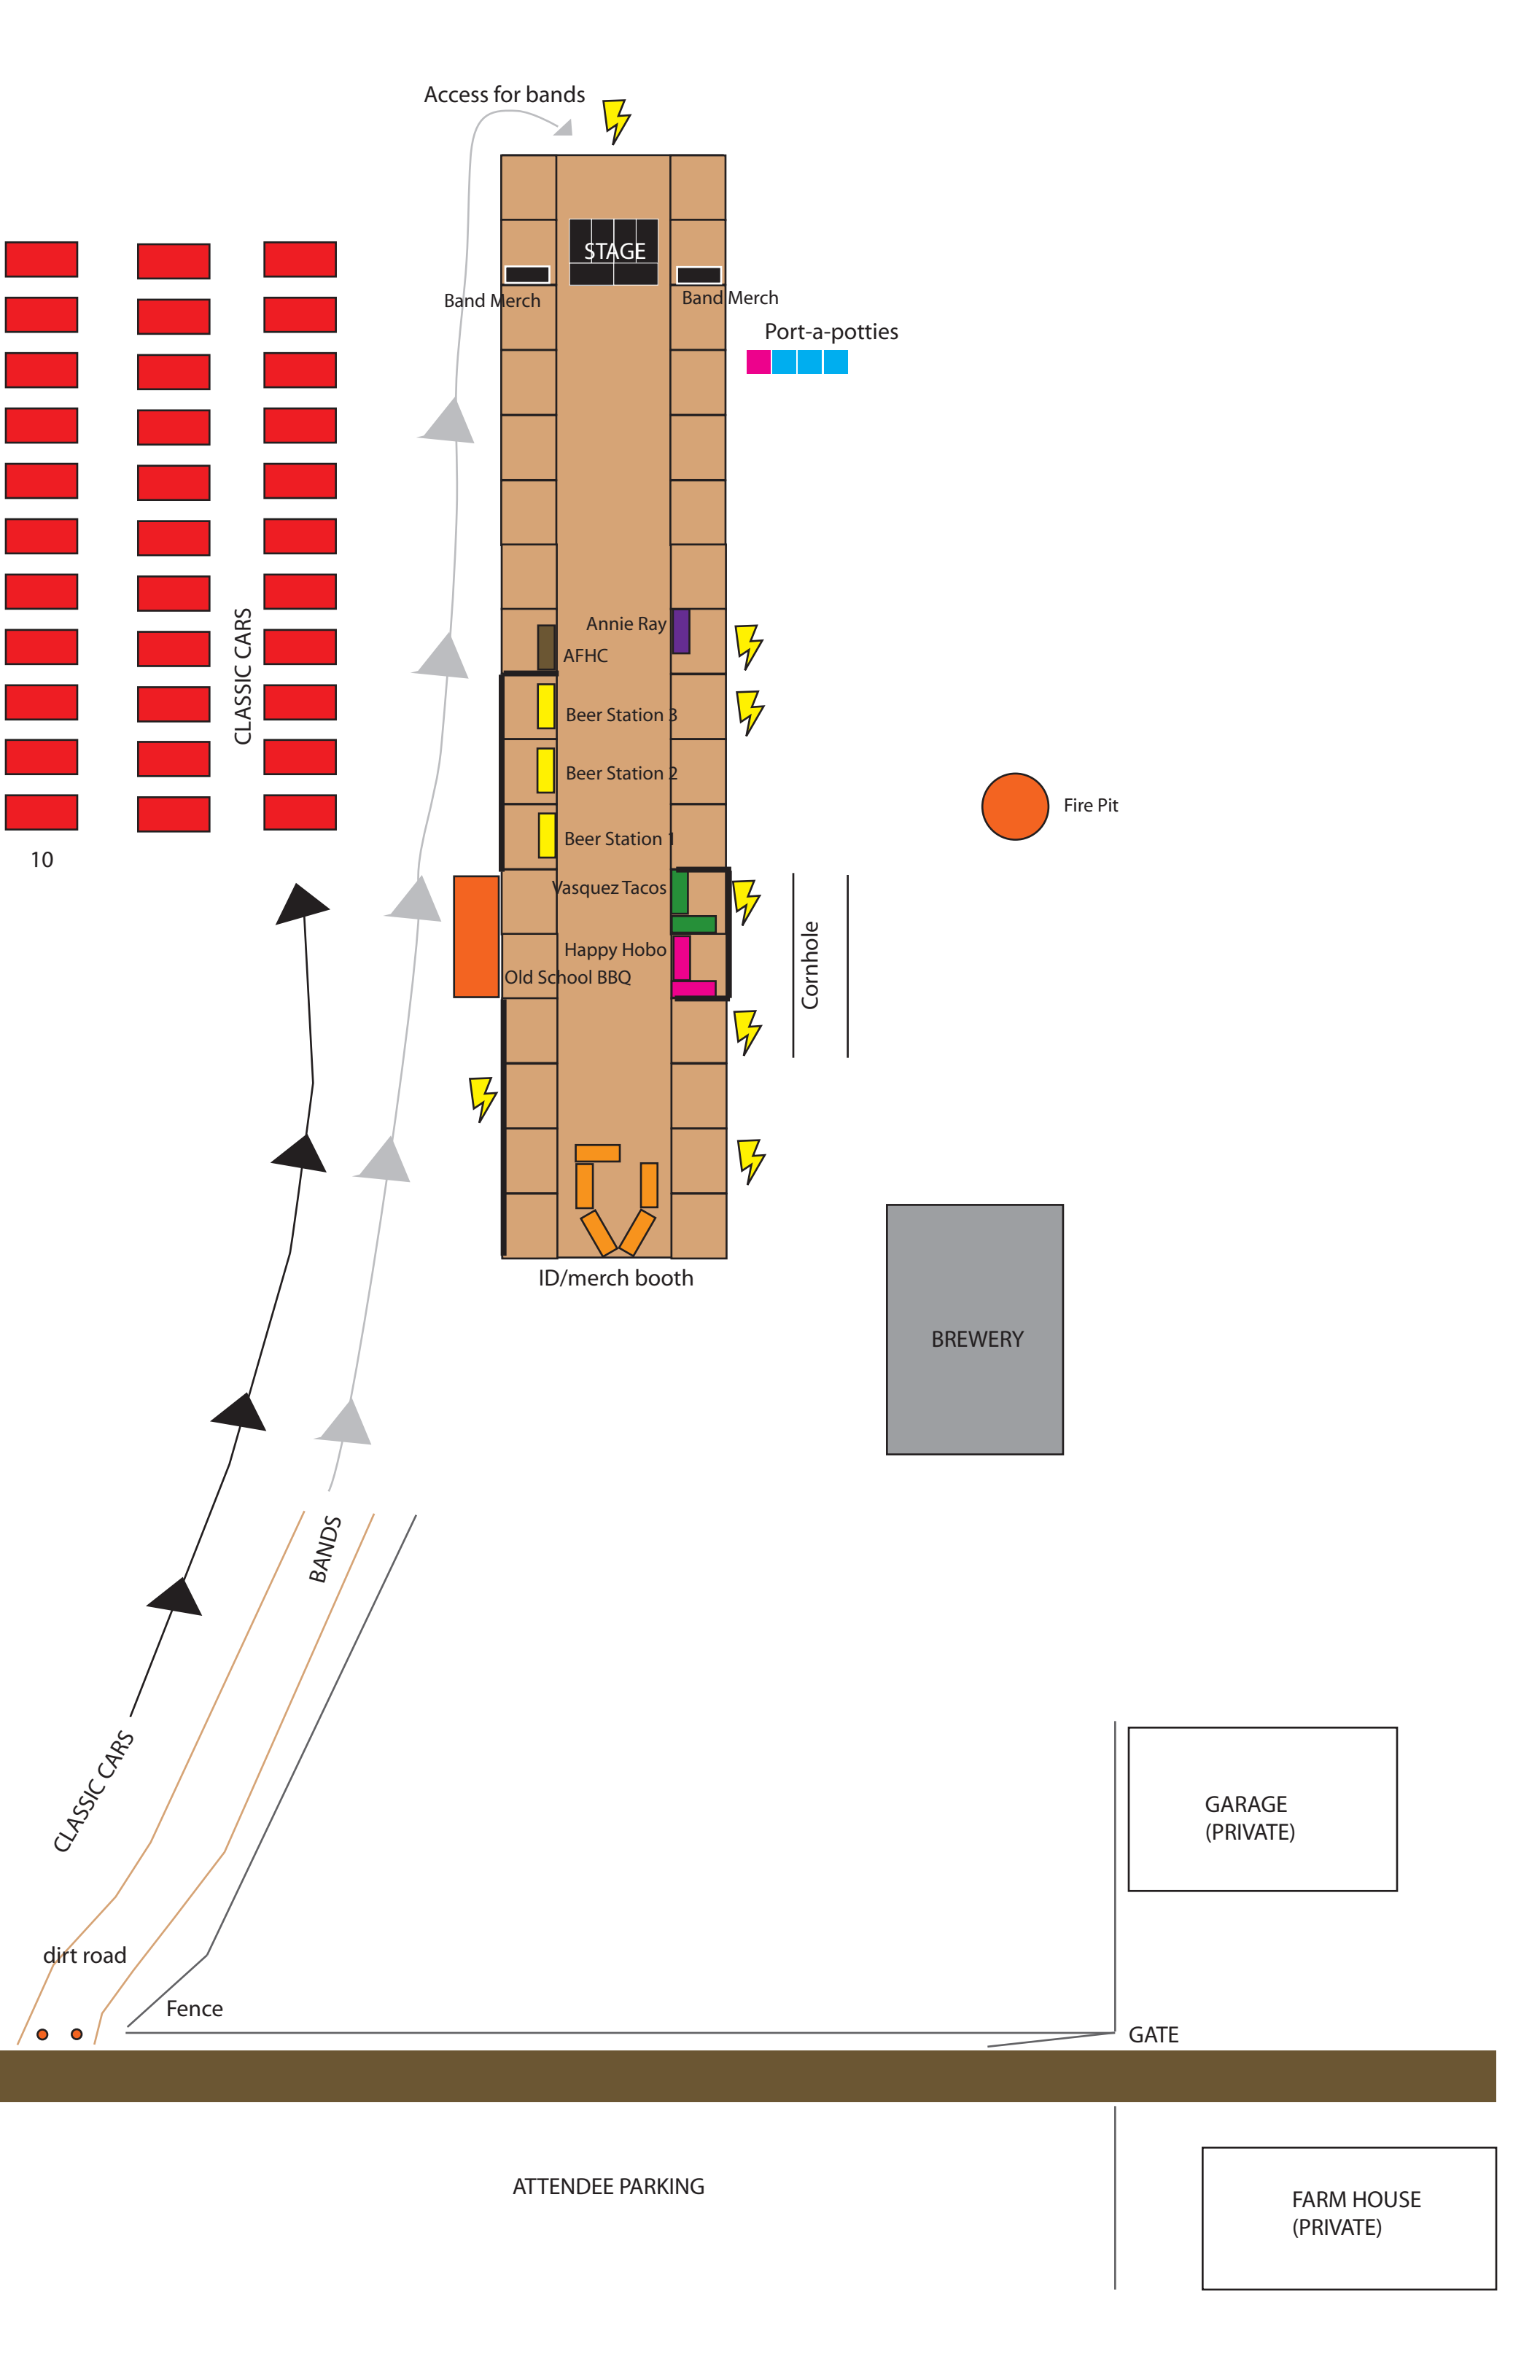 Access for bands
STAGE
Band Merch
Band Merch
Port-a-potties
CLASSIC CARS
Annie Ray
AFHC
Beer Station 3
Beer Station 2
Fire Pit
Beer Station 1
10
Vasquez Tacos
Happy Hobo
Cornhole
Old School BBQ
ID/merch booth
BREWERY
BANDS
CLASSIC CARS
GARAGE
(PRIVATE)
dirt road
Fence
GATE
ATTENDEE PARKING
FARM HOUSE
(PRIVATE)